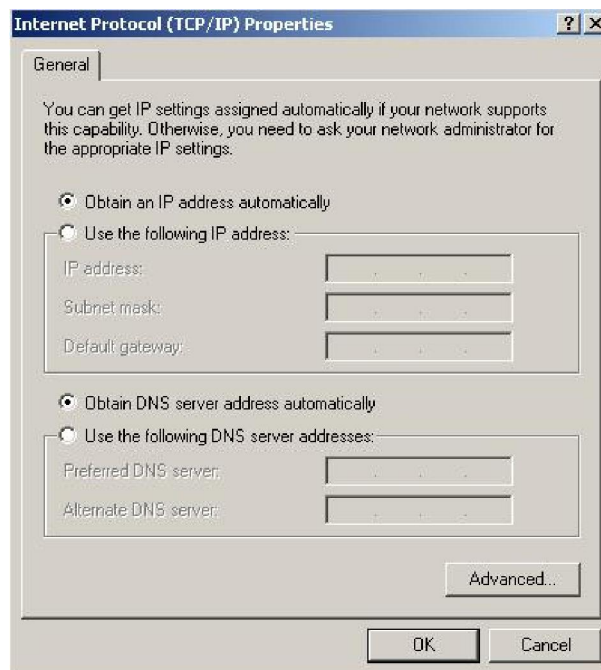 Internet Protocol (TCP/IP) Properties
General
You can get IP settings assigned automatically if your network supports
this capability. Otherwise, you need to ask your network administrator for
the appropriate IP settings.
Obtain an IP address automatically
Use the following IP address:
IP address:
Subnet mask:
Default gateway:
Obtain DNS server address automatically
Use the following DNS server addresses:
Preferred DNS server:
Alternate DNS server:
Advanced...
OK
Cancel